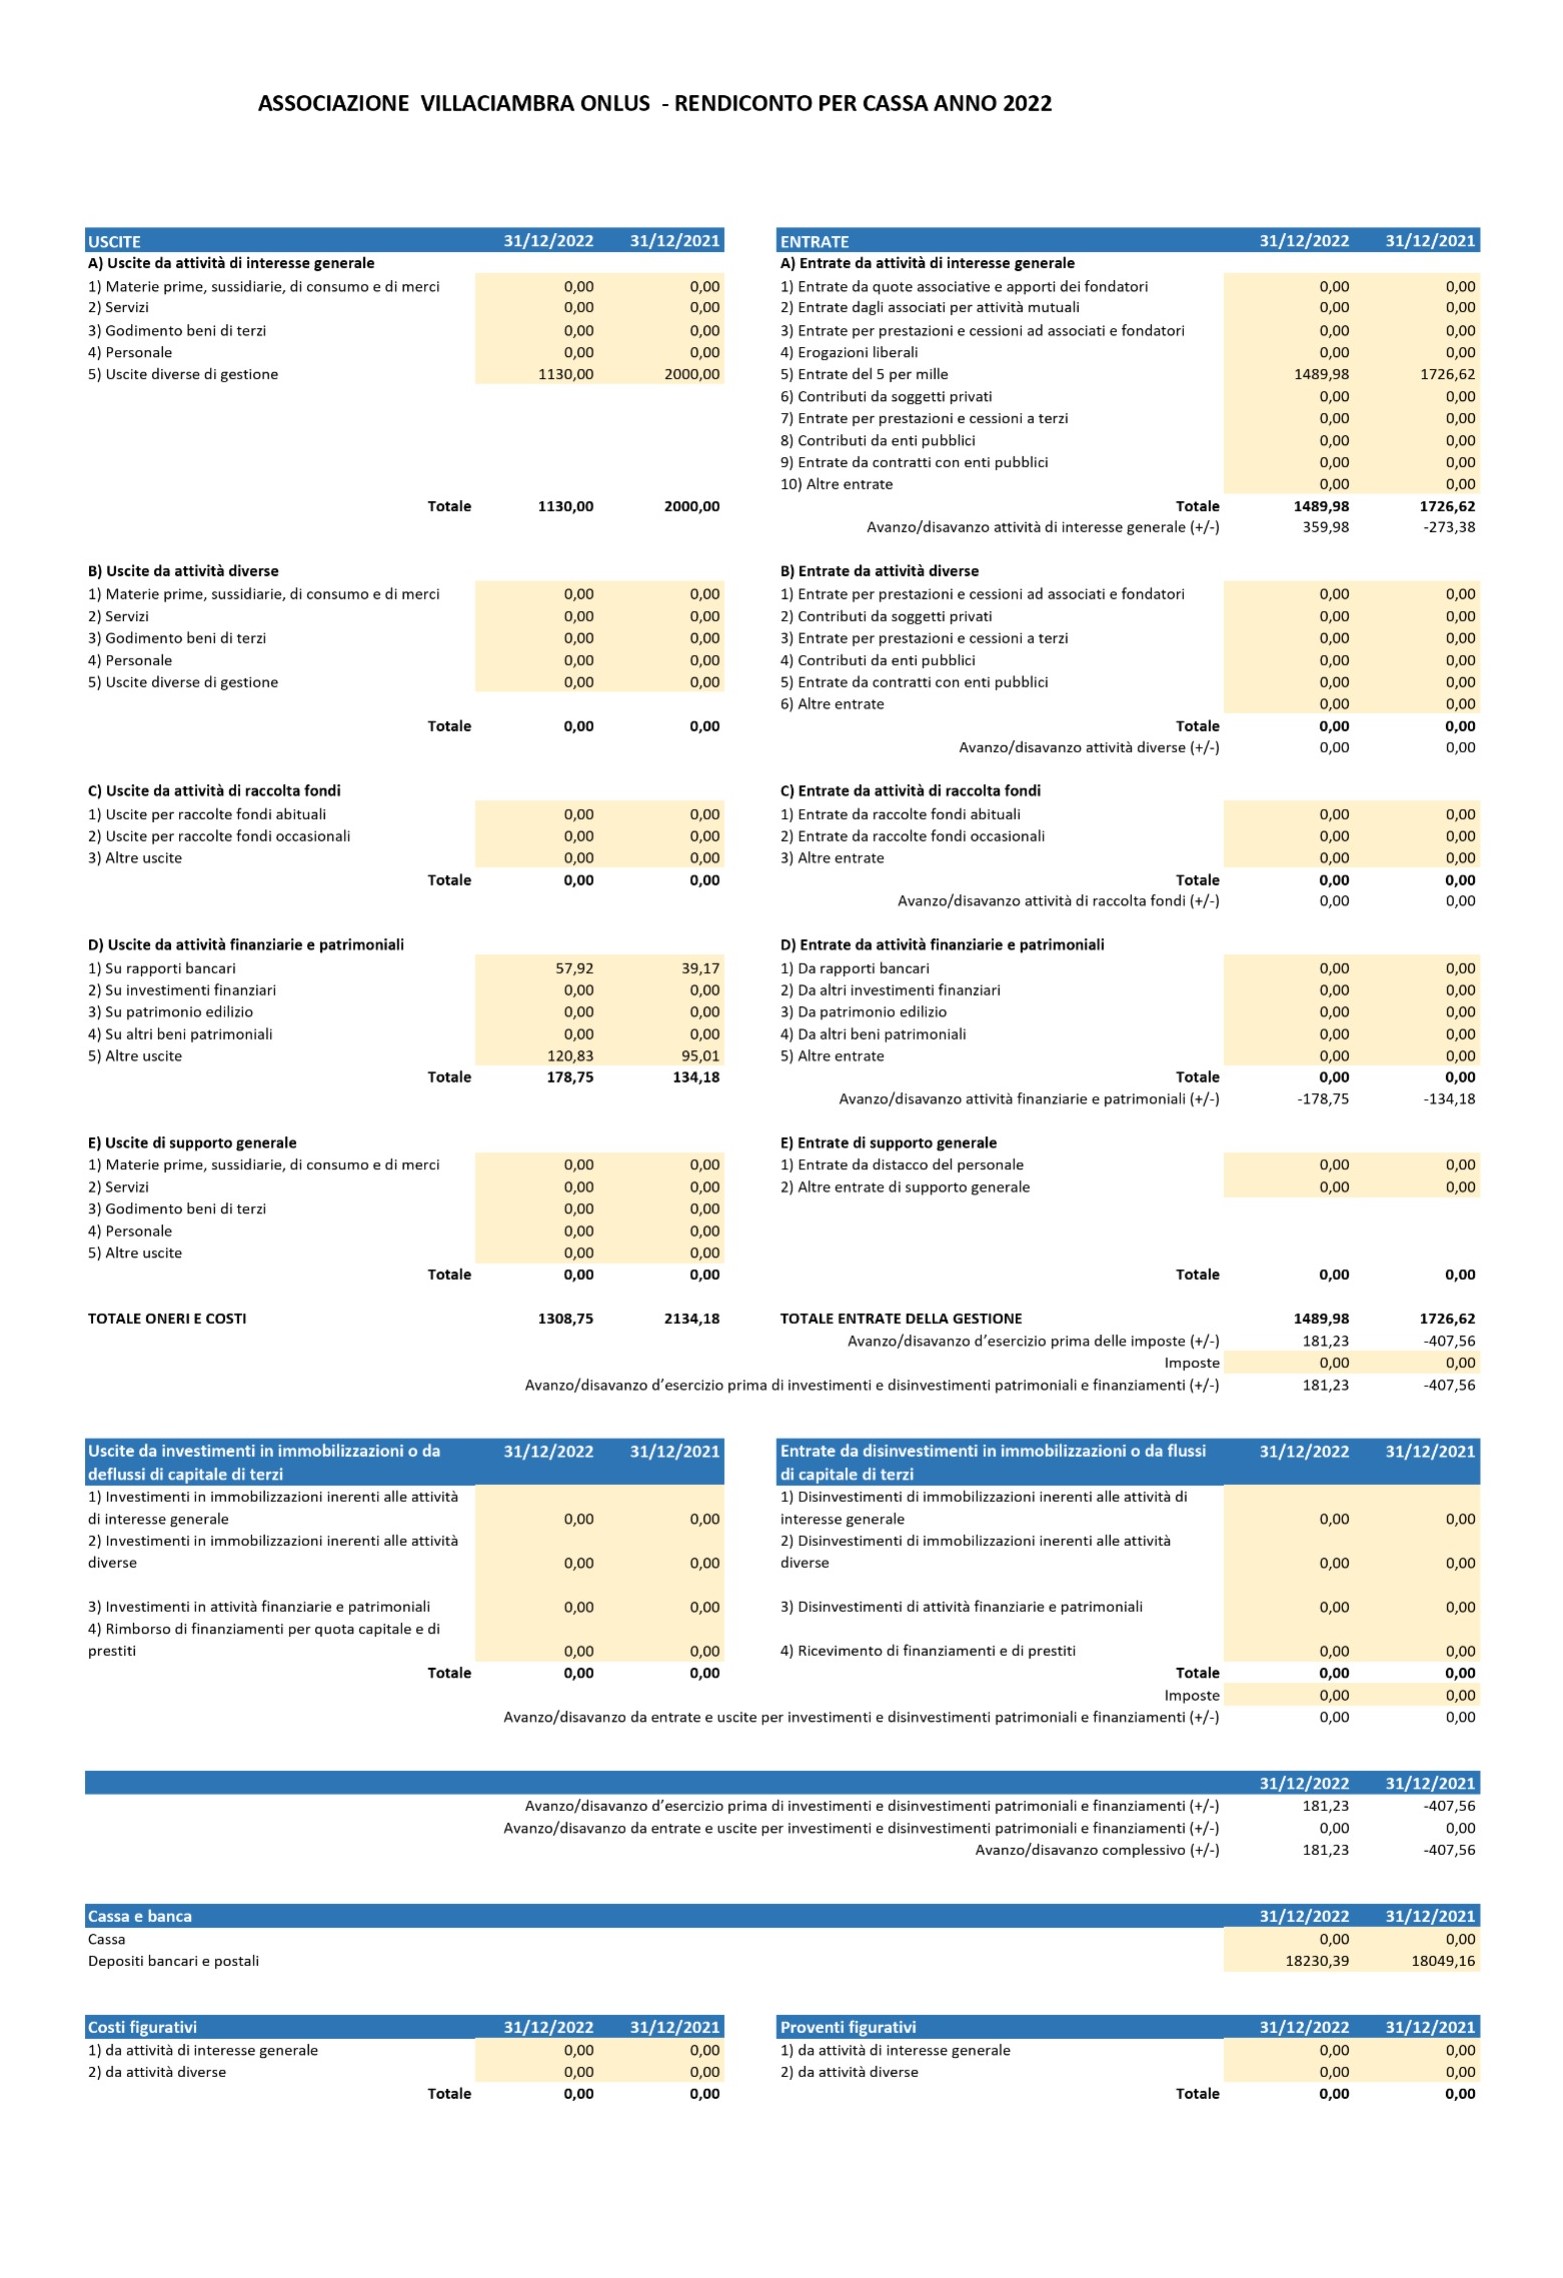 ASSOCIAZIONE VILLACIAMBRA ONLUS - RENDICONTO PER CASSA ANNO 2022
USCITE 31/12/2022 31/12/2021 ENTRATE 31/12/2022 31/12/2021
A) Uscite da attività di interesse generale A) Entrate da attività di interesse generale
1) Materie prime, sussidiarie, di consumo e di merci 0,00 0,00 1) Entrate da quote associative e apporti dei fondatori 0,00 0,00
2) Servizi 0,00 0,00 2) Entrate dagli associati per attività mutuali 0,00 0,00
3) Godimento beni di terzi 0,00 0,00 3) Entrate per prestazioni e cessioni ad associati e fondatori 0,00 0,00
4) Personale 0,00 0,00 4) Erogazioni liberali 0,00 0,00
5) Uscite diverse di gestione 1130,00 2000,00 5) Entrate del 5 per mille 1489,98 1726,62
6) Contributi da soggetti privati 0,00 0,00
7) Entrate per prestazioni e cessioni a terzi 0,00 0,00
8) Contributi da enti pubblici 0,00 0,00
9) Entrate da contratti con enti pubblici 0,00 0,00
10) Altre entrate 0,00 0,00
Totale 1130,00 2000,00 Totale 1489,98 1726,62
Avanzo/disavanzo attività di interesse generale (+/-) 359,98 -273,38
B) Uscite da attività diverse B) Entrate da attività diverse
1) Materie prime, sussidiarie, di consumo e di merci 0,00 0,00 1) Entrate per prestazioni e cessioni ad associati e fondatori 0,00 0,00
2) Servizi 0,00 0,00 2) Contributi da soggetti privati 0,00 0,00
3) Godimento beni di terzi 0,00 0,00 3) Entrate per prestazioni e cessioni a terzi 0,00 0,00
4) Personale 0,00 0,00 4) Contributi da enti pubblici 0,00 0,00
5) Uscite diverse di gestione 0,00 0,00 5) Entrate da contratti con enti pubblici 0,00 0,00
6) Altre entrate 0,00 0,00
Totale 0,00 0,00 Totale 0,00 0,00
Avanzo/disavanzo attività diverse (+/-) 0,00 0,00
C) Uscite da attività di raccolta fondi C) Entrate da attività di raccolta fondi
1) Uscite per raccolte fondi abituali 0,00 0,00 1) Entrate da raccolte fondi abituali 0,00 0,00
2) Uscite per raccolte fondi occasionali 0,00 0,00 2) Entrate da raccolte fondi occasionali 0,00 0,00
3) Altre uscite 0,00 0,00 3) Altre entrate 0,00 0,00
Totale 0,00 0,00 Totale 0,00 0,00
Avanzo/disavanzo attività di raccolta fondi (+/-) 0,00 0,00
D) Uscite da attività finanziarie e patrimoniali D) Entrate da attività finanziarie e patrimoniali
1) Su rapporti bancari 57,92 39,17 1) Da rapporti bancari 0,00 0,00
2) Su investimenti finanziari 0,00 0,00 2) Da altri investimenti finanziari 0,00 0,00
3) Su patrimonio edilizio 0,00 0,00 3) Da patrimonio edilizio 0,00 0,00
4) Su altri beni patrimoniali 0,00 0,00 4) Da altri beni patrimoniali 0,00 0,00
5) Altre uscite 120,83 95,01 5) Altre entrate 0,00 0,00
Totale 178,75 134,18 Totale 0,00 0,00
Avanzo/disavanzo attività finanziarie e patrimoniali (+/-) -178,75 -134,18
E) Uscite di supporto generale E) Entrate di supporto generale
1) Materie prime, sussidiarie, di consumo e di merci 0,00 0,00 1) Entrate da distacco del personale 0,00 0,00
2) Servizi 0,00 0,00 2) Altre entrate di supporto generale 0,00 0,00
3) Godimento beni di terzi 0,00 0,00
4) Personale 0,00 0,00
5) Altre uscite 0,00 0,00
Totale 0,00 0,00 Totale 0,00 0,00
TOTALE ONERI E COSTI 1308,75 2134,18 TOTALE ENTRATE DELLA GESTIONE 1489,98 1726,62
Avanzo/disavanzo d’esercizio prima delle imposte (+/-) 181,23 -407,56
Imposte 0,00 0,00
Avanzo/disavanzo d’esercizio prima di investimenti e disinvestimenti patrimoniali e finanziamenti (+/-) 181,23 -407,56
Uscite da investimenti in immobilizzazioni o da 31/12/2022 31/12/2021 Entrate da disinvestimenti in immobilizzazioni o da flussi 31/12/2022 31/12/2021
deflussi di capitale di terzi di capitale di terzi
1) Investimenti in immobilizzazioni inerenti alle attività 1) Disinvestimenti di immobilizzazioni inerenti alle attività di
di interesse generale 0,00 0,00 interesse generale 0,00 0,00
2) Investimenti in immobilizzazioni inerenti alle attività 2) Disinvestimenti di immobilizzazioni inerenti alle attività
diverse 0,00 0,00 diverse 0,00 0,00
3) Investimenti in attività finanziarie e patrimoniali 0,00 0,00 3) Disinvestimenti di attività finanziarie e patrimoniali 0,00 0,00
4) Rimborso di finanziamenti per quota capitale e di
prestiti 0,00 0,00 4) Ricevimento di finanziamenti e di prestiti 0,00 0,00
Totale 0,00 0,00 Totale 0,00 0,00
Imposte 0,00 0,00
Avanzo/disavanzo da entrate e uscite per investimenti e disinvestimenti patrimoniali e finanziamenti (+/-) 0,00 0,00
31/12/2022 31/12/2021
Avanzo/disavanzo d’esercizio prima di investimenti e disinvestimenti patrimoniali e finanziamenti (+/-) 181,23 -407,56
Avanzo/disavanzo da entrate e uscite per investimenti e disinvestimenti patrimoniali e finanziamenti (+/-) 0,00 0,00
Avanzo/disavanzo complessivo (+/-) 181,23 -407,56
Cassa e banca 31/12/2022 31/12/2021
Cassa 0,00 0,00
Depositi bancari e postali 18230,39 18049,16
Costi figurativi 31/12/2022 31/12/2021 Proventi figurativi 31/12/2022 31/12/2021
1) da attività di interesse generale 0,00 0,00 1) da attività di interesse generale 0,00 0,00
2) da attività diverse 0,00 0,00 2) da attività diverse 0,00 0,00
Totale 0,00 0,00 Totale 0,00 0,00